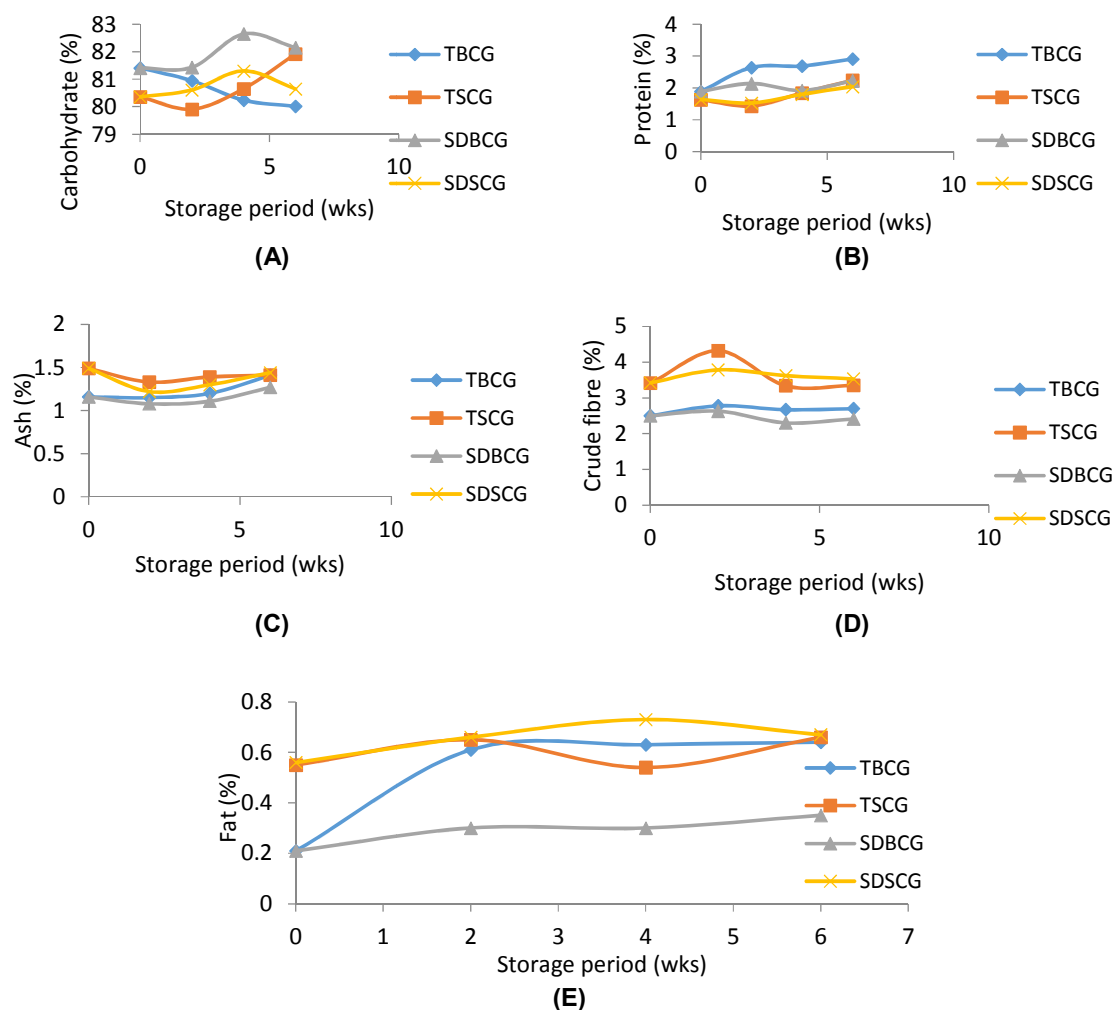 83
82
81
80
79
Carbohydrate (%)
0 5 10
Storage period (wks)
TBCG
TSCG
SDBCG
SDSCG
(A)
4
3
2
1
0
Protein (%)
0 5 10
Storage period (wks)
TBCG
TSCG
SDBCG
SDSCG
(B)
2
1.5
1
0.5
0
Ash (%)
0 5 10
Storage period (wks)
TBCG
TSCG
SDBCG
SDSCG
(C)
5
4
3
2
1
0
Crude fibre (%)
0 5 10
Storage period (wks)
TBCG
TSCG
SDBCG
SDSCG
(D)
0.8
0.6
0.4
0.2
0
Fat (%)
0 1 2 3 4 5 6 7
Storage period (wks)
TBCG
TSCG
SDBCG
SDSCG
(E)